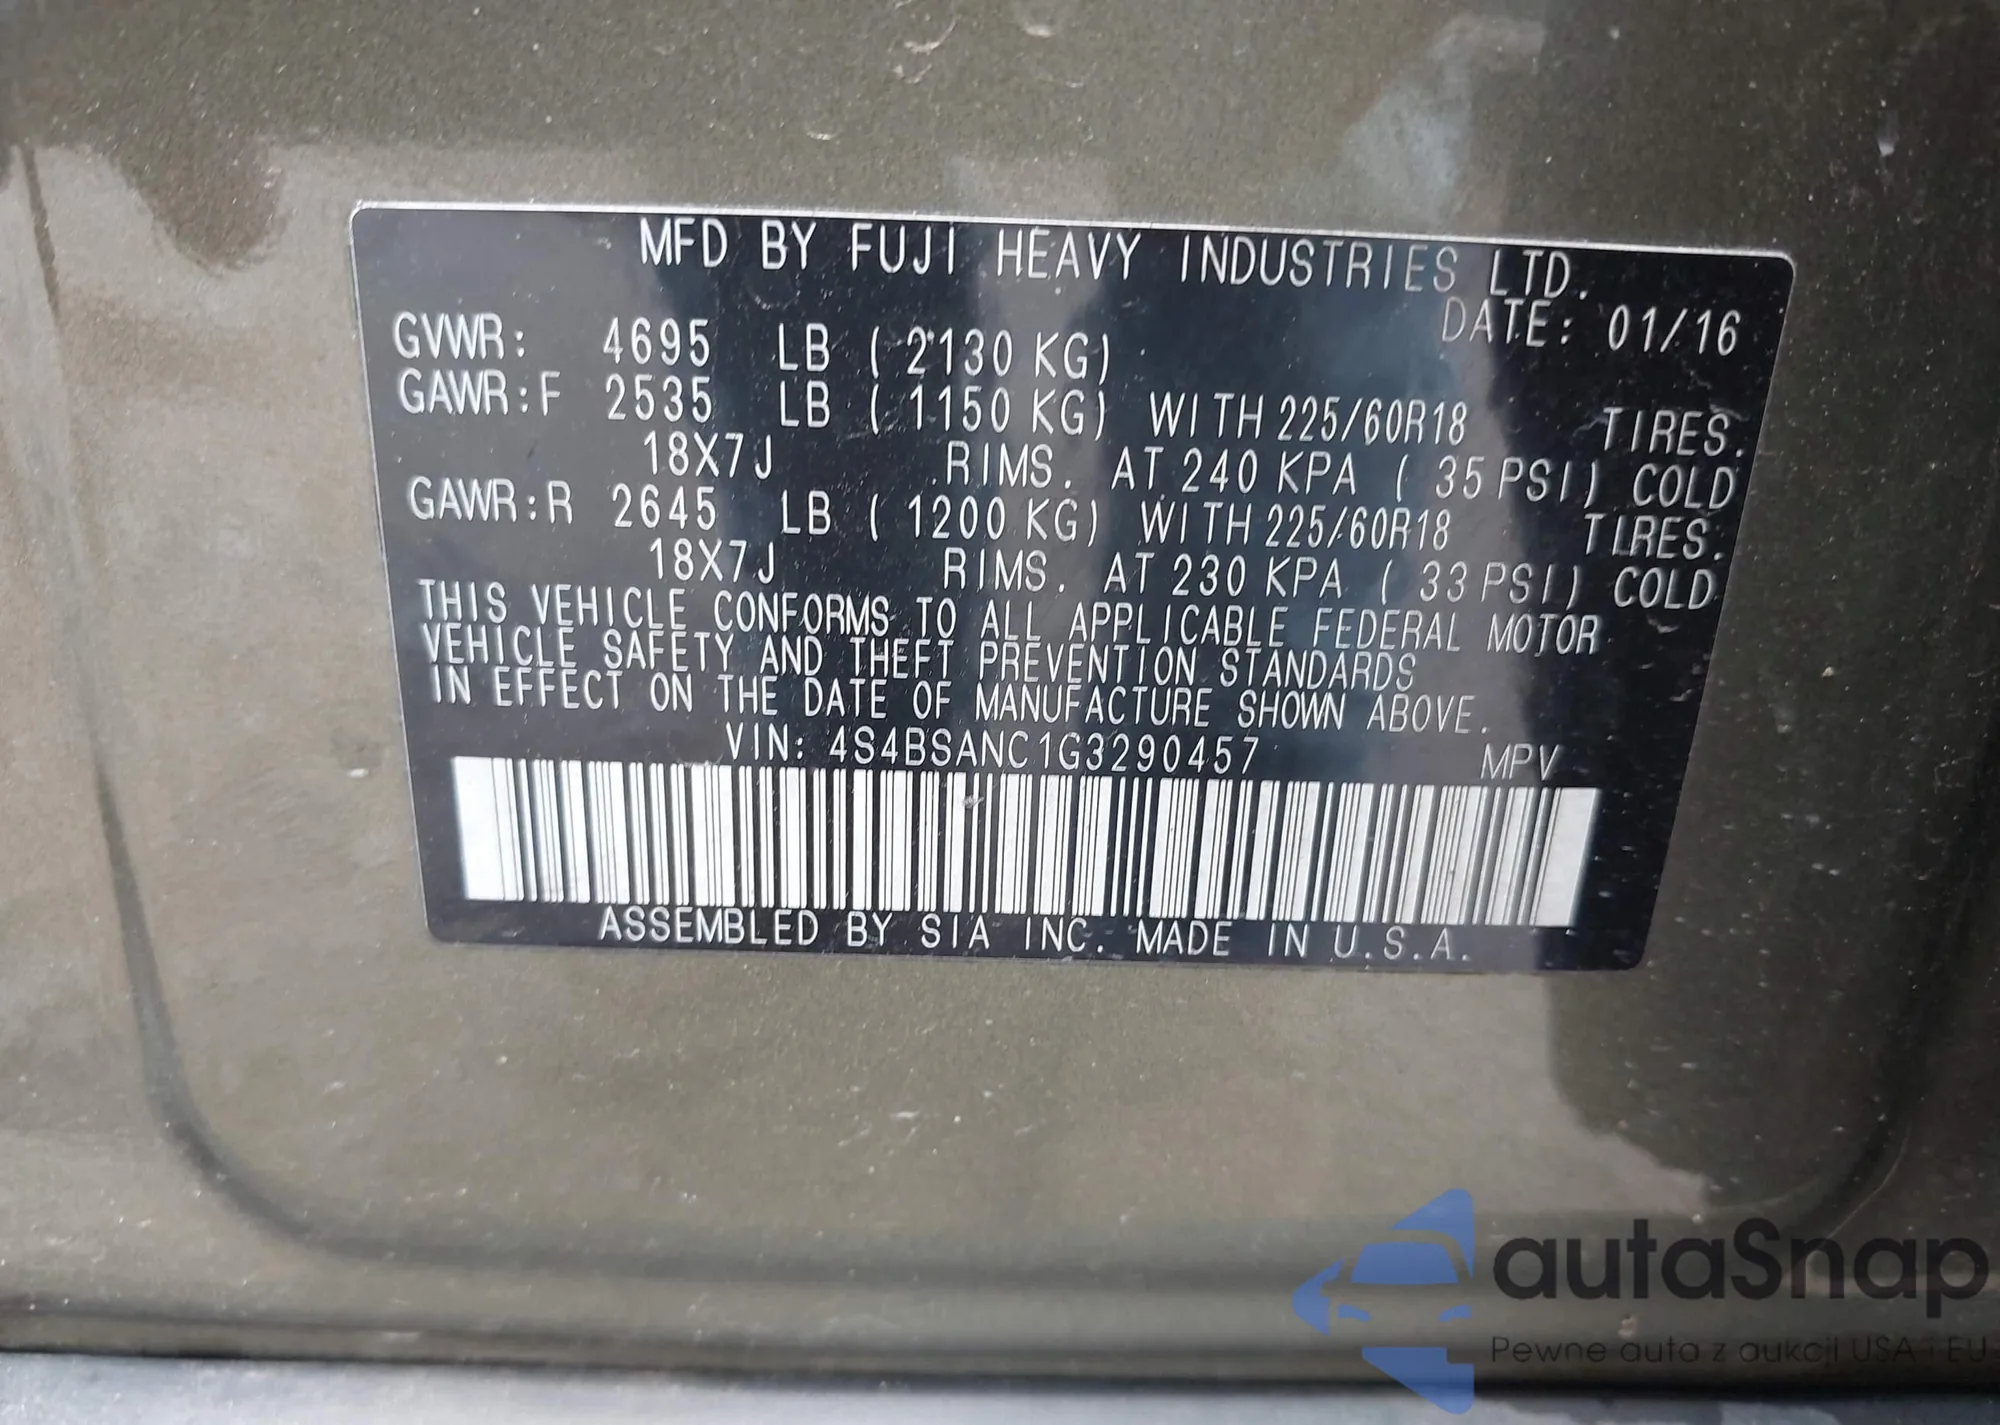 MFD BY FUJI HEAVY INDUSTRIES LTD.
DATE: 01/16
GVWR: 4695 LB ( 2130 KG)
GAWR:F 2535 LB ( 1150 KG) WITH 225/60R18 TIRES.
18X7J RIMS. AT 240 KPA ( 35 PSI) COLD
GAWR:R 2645 LB ( 1200 KG) WITH 225/60R18 TIRES.
18X7J RIMS. AT 230 KPA ( 33 PSI) COLD
THIS VEHICLE CONFORMS TO ALL APPLICABLE FEDERAL MOTOR
VEHICLE SAFETY AND THEFT PREVENTION STANDARDS
IN EFFECT ON THE DATE OF MANUFACTURE SHOWN ABOVE.
VIN: 4S4BSANC1G3290457 MPV
ASSEMBLED BY SIA INC. MADE IN U.S.A.
autaSnap
Pewne auta z aukcji USA i EU